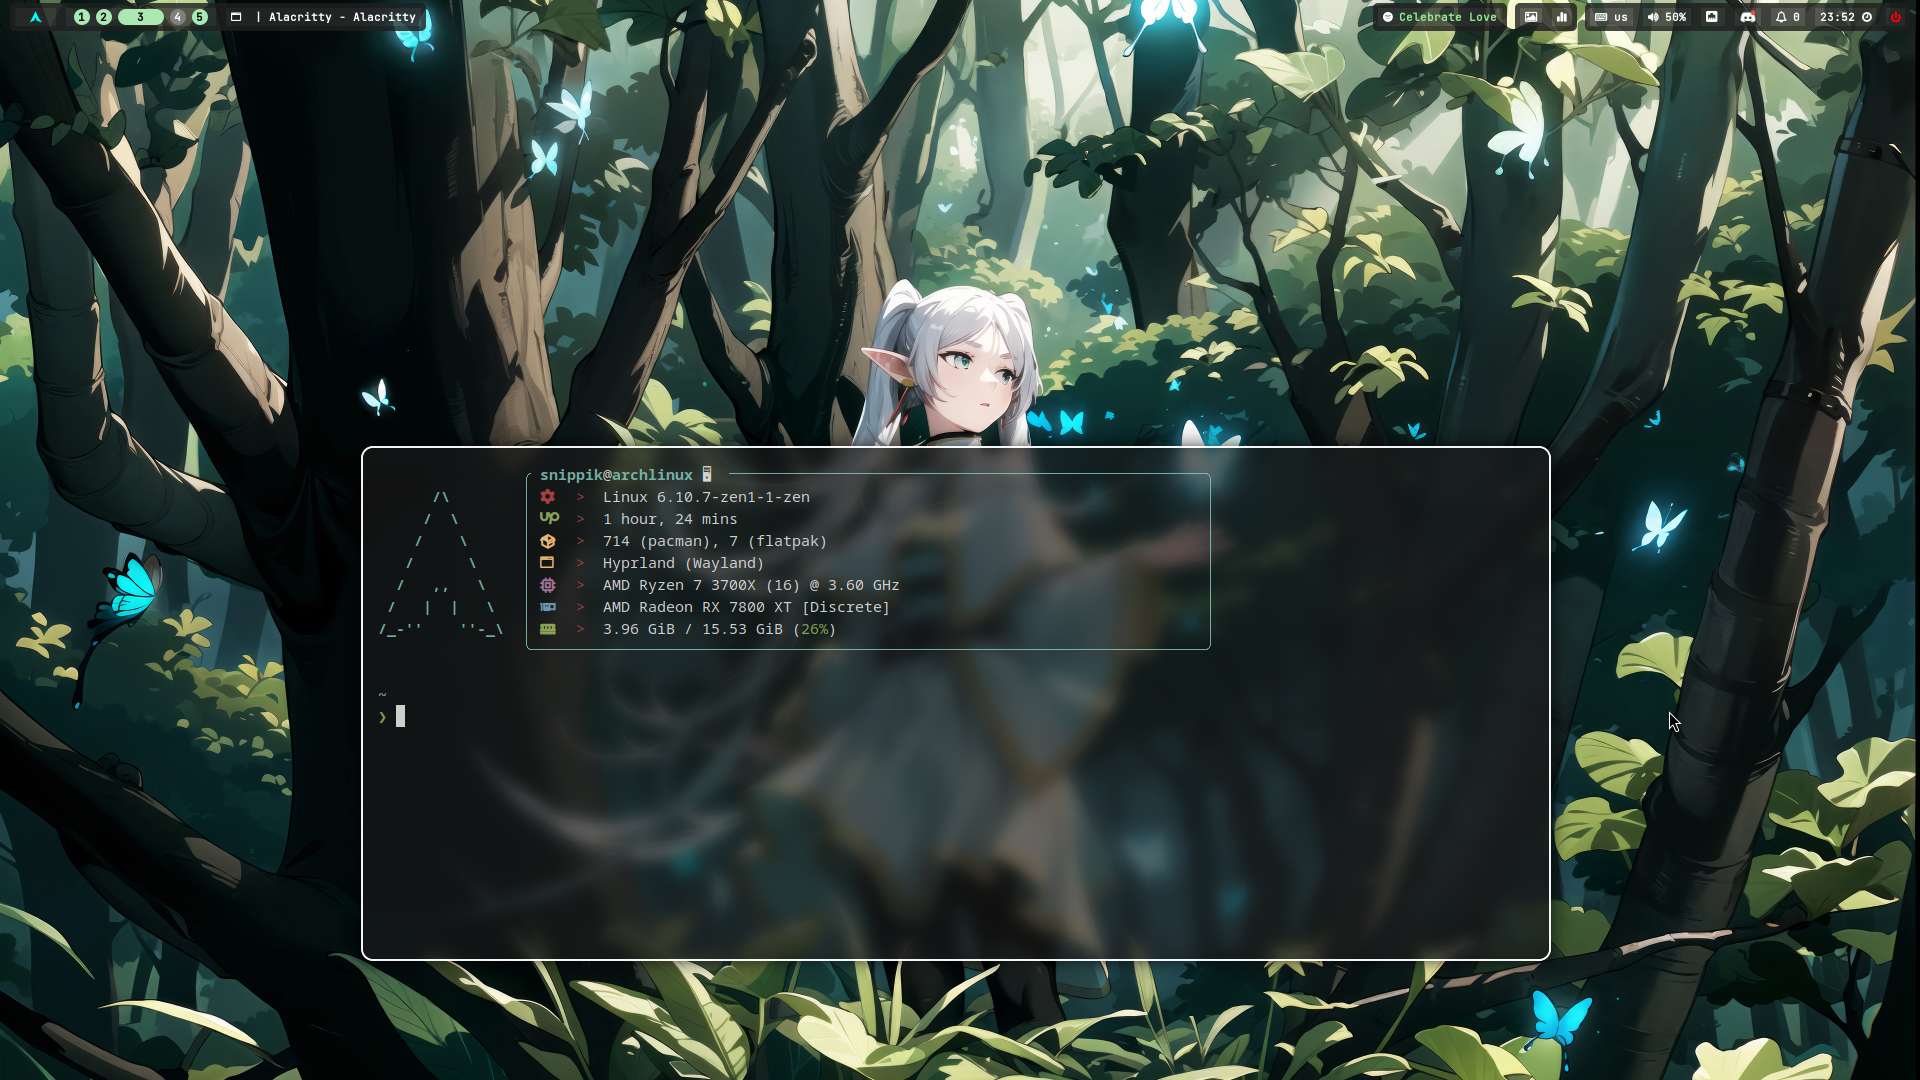 1 2 3 4 5 | Alacritty - Alacritty
Celebrate Love us 50% 0 23:52
snippik@archlinux
/\
/  \
/    \
/      \
/   ,,   \
/   |  |   \
/_-''    ''-_\
> Linux 6.10.7-zen1-1-zen
up > 1 hour, 24 mins
> 714 (pacman), 7 (flatpak)
> Hyprland (Wayland)
> AMD Ryzen 7 3700X (16) @ 3.60 GHz
> AMD Radeon RX 7800 XT [Discrete]
> 3.96 GiB / 15.53 GiB (26%)
~
❯